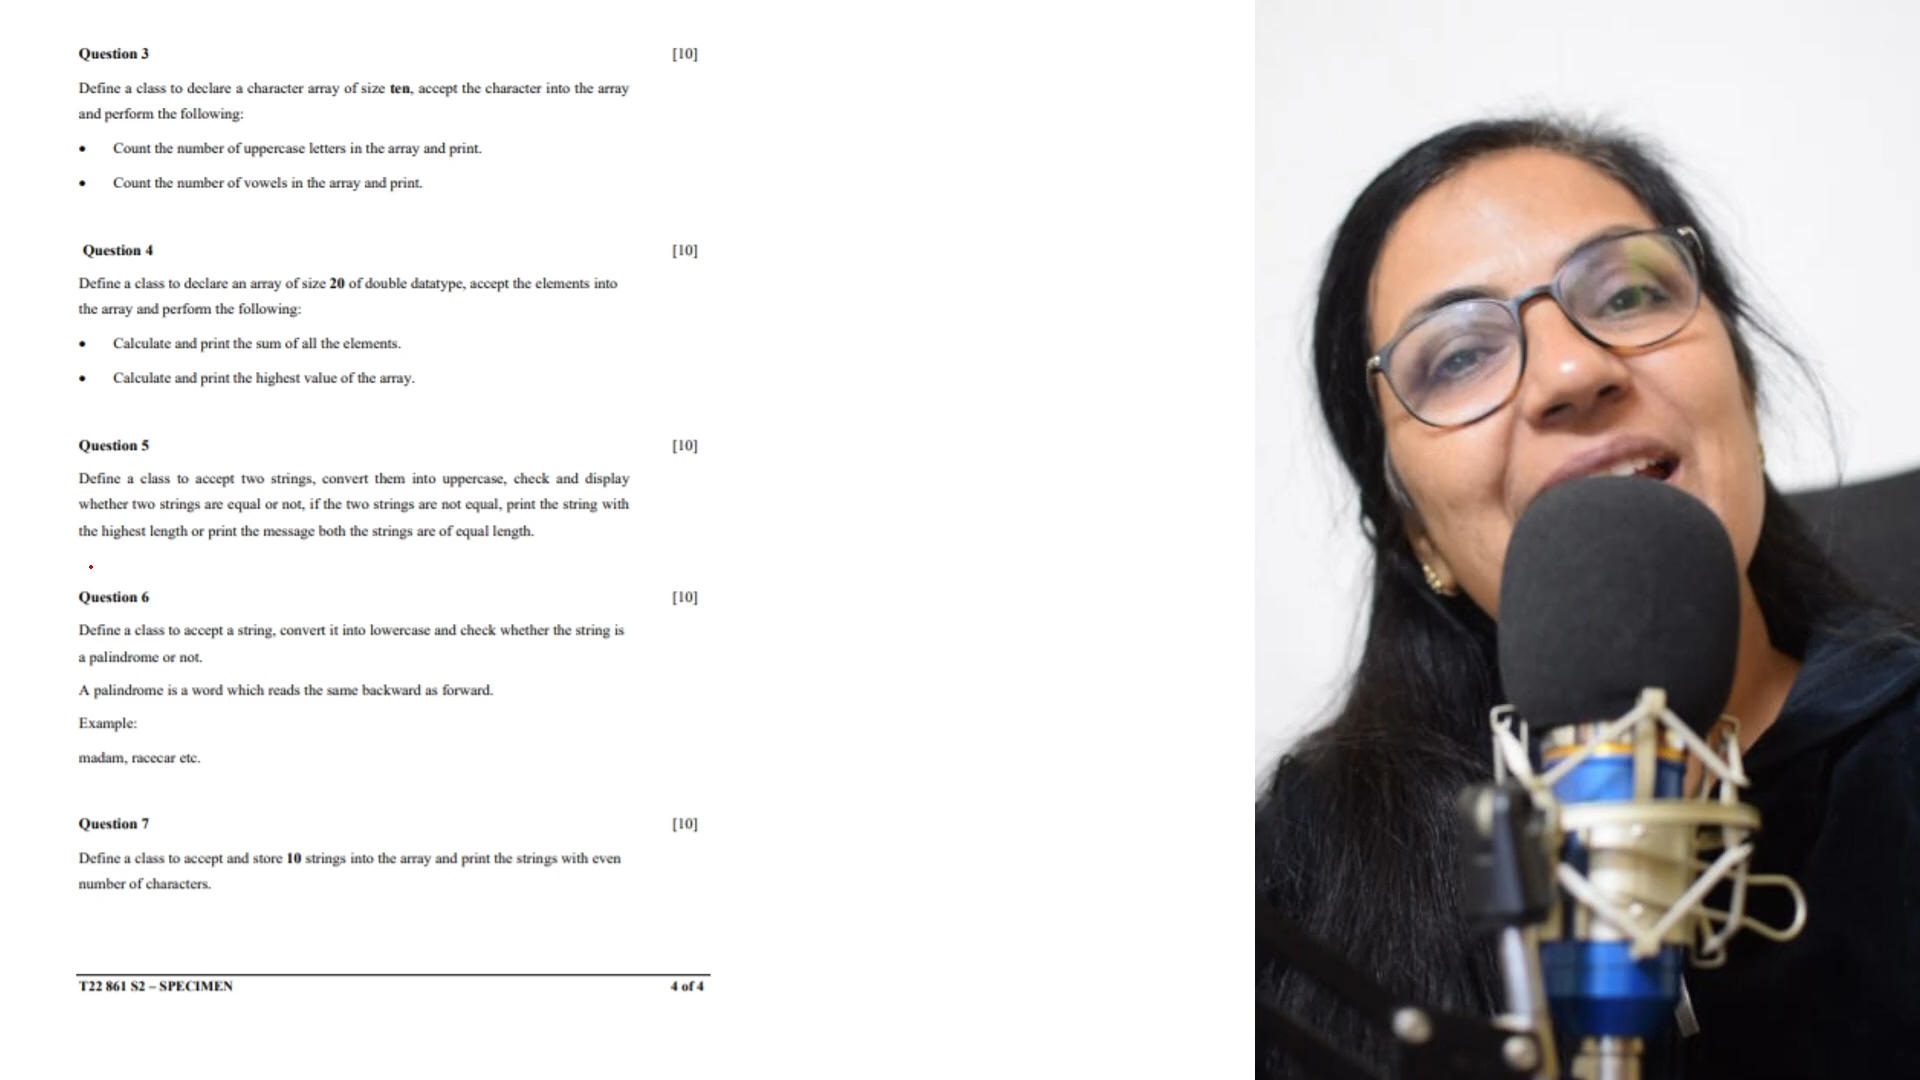 Question 3 [10]
Define a class to declare a character array of size ten, accept the character into the array
and perform the following:
• Count the number of uppercase letters in the array and print.
• Count the number of vowels in the array and print.
Question 4 [10]
Define a class to declare an array of size 20 of double datatype, accept the elements into
the array and perform the following:
• Calculate and print the sum of all the elements.
• Calculate and print the highest value of the array.
Question 5 [10]
Define a class to accept two strings, convert them into uppercase, check and display
whether two strings are equal or not, if the two strings are not equal, print the string with
the highest length or print the message both the strings are of equal length.
Question 6 [10]
Define a class to accept a string, convert it into lowercase and check whether the string is
a palindrome or not.
A palindrome is a word which reads the same backward as forward.
Example:
madam, racecar etc.
Question 7 [10]
Define a class to accept and store 10 strings into the array and print the strings with even
number of characters.
T22 861 S2 – SPECIMEN 4 of 4